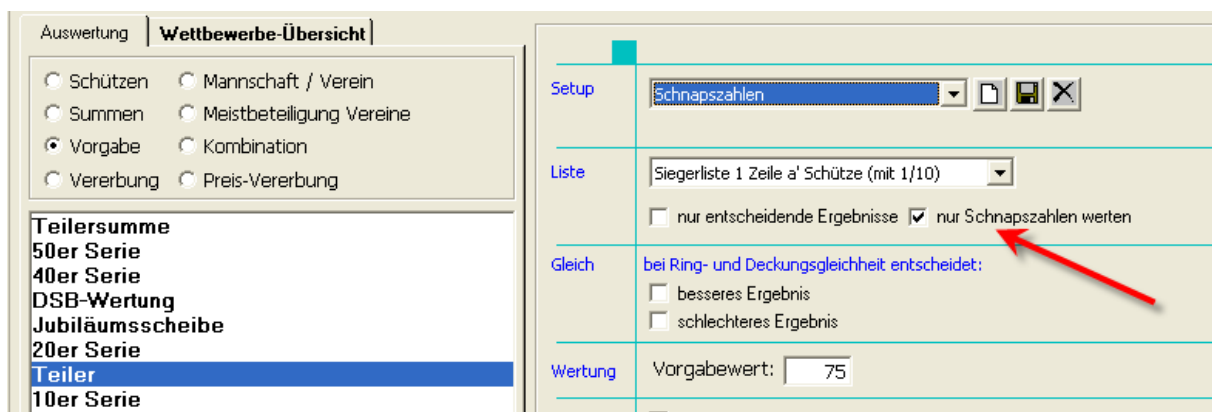 Auswertung Wettbewerbe-Übersicht
Schützen Mannschaft / Verein
Summen Meistbeteiligung Vereine
Vorgabe Kombination
Vererbung Preis-Vererbung
Teilersumme
50er Serie
40er Serie
DSB-Wertung
Jubiläumsscheibe
20er Serie
Teiler
10er Serie
Setup Schnapszahlen
Liste Siegerliste 1 Zeile a' Schütze (mit 1/10)
nur entscheidende Ergebnisse nur Schnapszahlen werten
Gleich bei Ring- und Deckungsgleichheit entscheidet:
besseres Ergebnis
schlechteres Ergebnis
Wertung Vorgabewert: 75